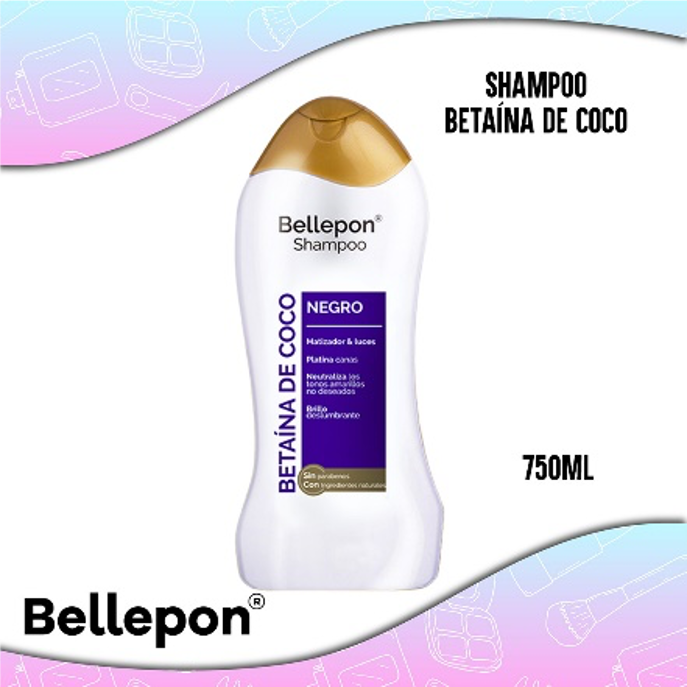 SHAMPOO
BETAÍNA DE COCO
Bellepon®
Shampoo
BETAÍNA DE COCO
NEGRO
Matizador & luces
Platina canas
Neutraliza los
tonos amarillos
no deseados
Brillo
deslumbrante
Sin parabenos
Con Ingredientes naturales
750ML
Bellepon®